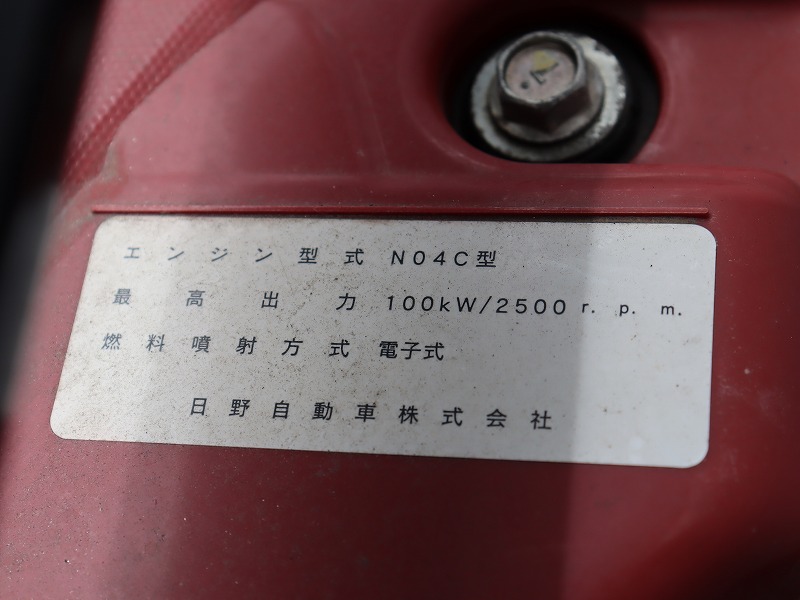 エンジン型式 N04C型
最高出力 100kW/2500 r. p. m.
燃料噴射方式 電子式
日野自動車株式会社